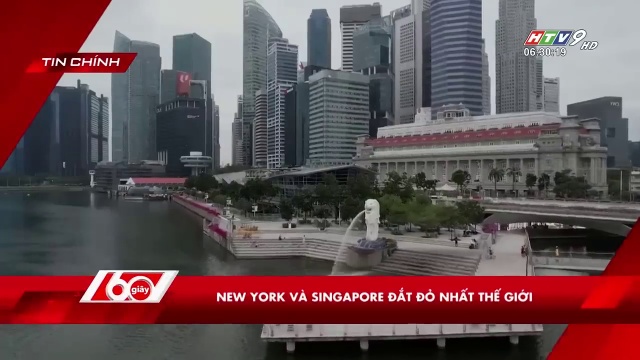 TIN CHÍNH
HTV9 HD
06:30:19
60 giây
NEW YORK VÀ SINGAPORE ĐẮT ĐỎ NHẤT THẾ GIỚI